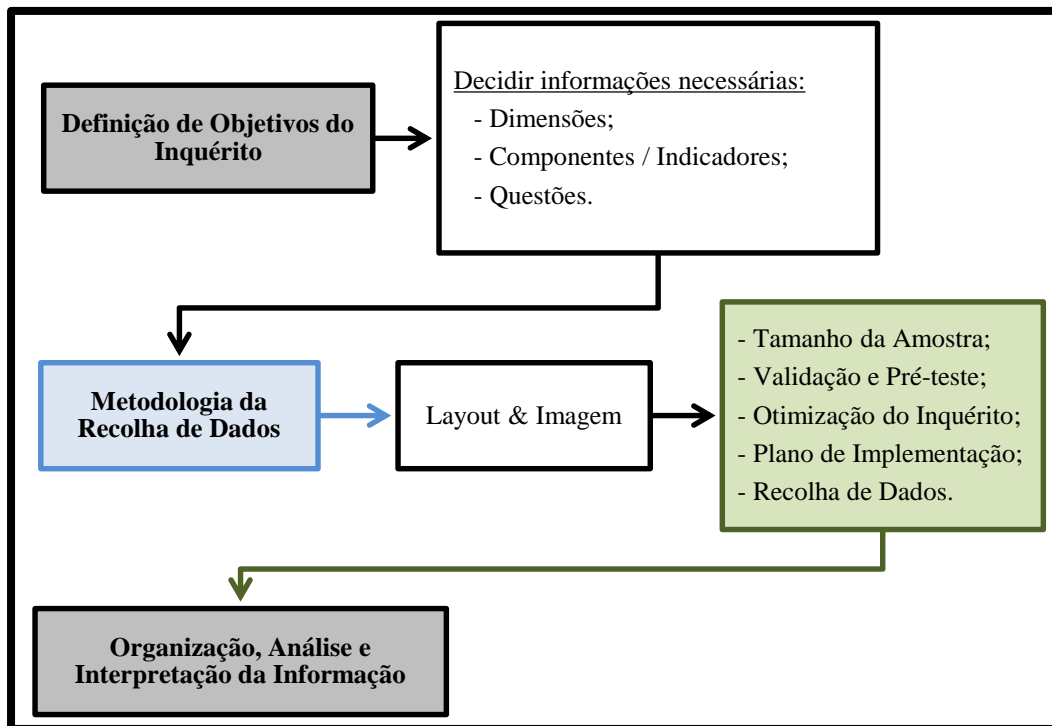 Definição de Objetivos do
Inquérito
Decidir informações necessárias:
- Dimensões;
- Componentes / Indicadores;
- Questões.
Metodologia da
Recolha de Dados
Layout & Imagem
- Tamanho da Amostra;
- Validação e Pré-teste;
- Otimização do Inquérito;
- Plano de Implementação;
- Recolha de Dados.
Organização, Análise e
Interpretação da Informação